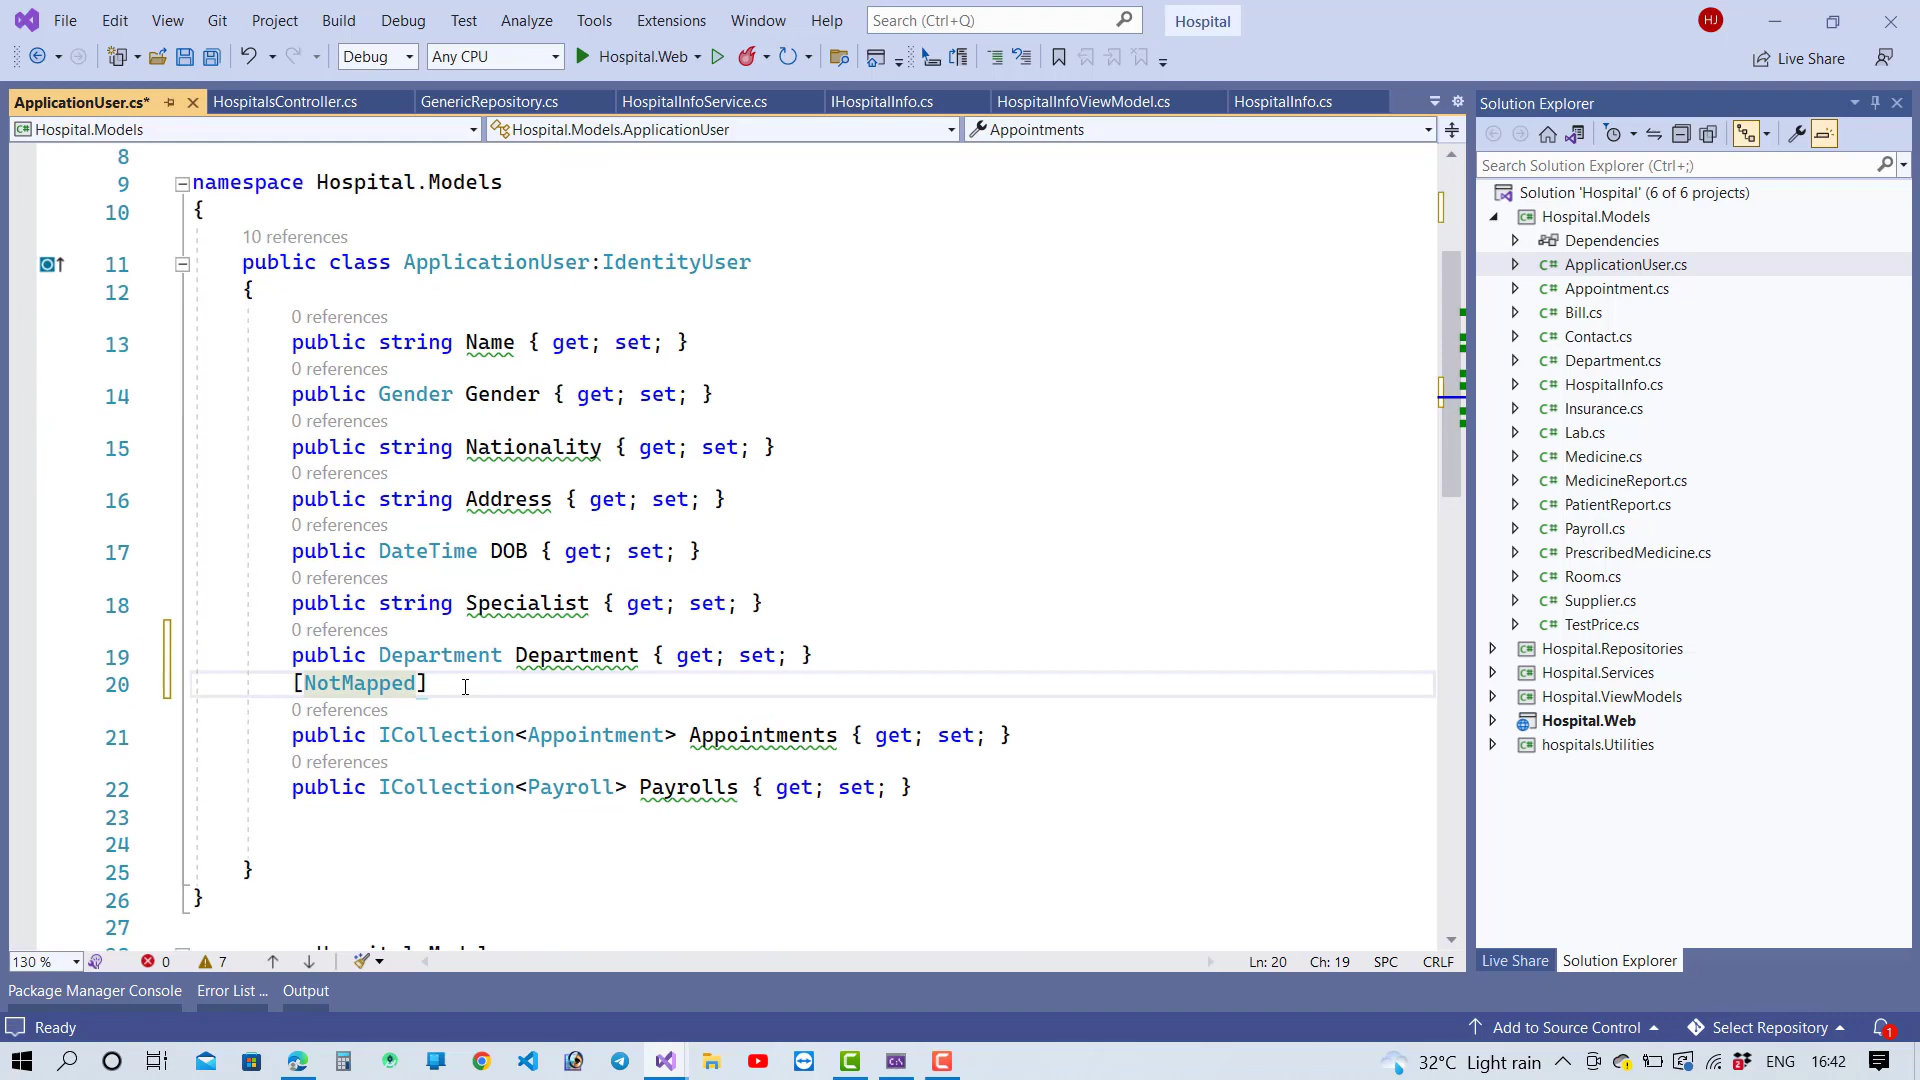 File Edit View Git Project Build Debug Test Analyze Tools Extensions Window Help Search (Ctrl+Q) Hospital HJ
Debug Any CPU Hospital.Web Live Share
ApplicationUser.cs* HospitalsController.cs GenericRepository.cs HospitalInfoService.cs IHospitalInfo.cs HospitalInfoViewModel.cs HospitalInfo.cs
Hospital.Models Hospital.Models.ApplicationUser Appointments
8
9 namespace Hospital.Models
10 {
10 references
11 public class ApplicationUser:IdentityUser
12 {
0 references
13 public string Name { get; set; }
0 references
14 public Gender Gender { get; set; }
0 references
15 public string Nationality { get; set; }
0 references
16 public string Address { get; set; }
0 references
17 public DateTime DOB { get; set; }
0 references
18 public string Specialist { get; set; }
0 references
19 public Department Department { get; set; }
20 [NotMapped]
0 references
21 public ICollection<Appointment> Appointments { get; set; }
0 references
22 public ICollection<Payroll> Payrolls { get; set; }
23
24
25 }
26 }
27
130 % 0 7 Ln: 20 Ch: 19 SPC CRLF
Solution Explorer
Search Solution Explorer (Ctrl+;)
Solution 'Hospital' (6 of 6 projects)
Hospital.Models
Dependencies
C# ApplicationUser.cs
C# Appointment.cs
C# Bill.cs
C# Contact.cs
C# Department.cs
C# HospitalInfo.cs
C# Insurance.cs
C# Lab.cs
C# Medicine.cs
C# MedicineReport.cs
C# PatientReport.cs
C# Payroll.cs
C# PrescribedMedicine.cs
C# Room.cs
C# Supplier.cs
C# TestPrice.cs
Hospital.Repositories
Hospital.Services
Hospital.ViewModels
Hospital.Web
hospitals.Utilities
Live Share Solution Explorer
Package Manager Console Error List ... Output
Ready Add to Source Control Select Repository 1
32°C Light rain ENG 16:42